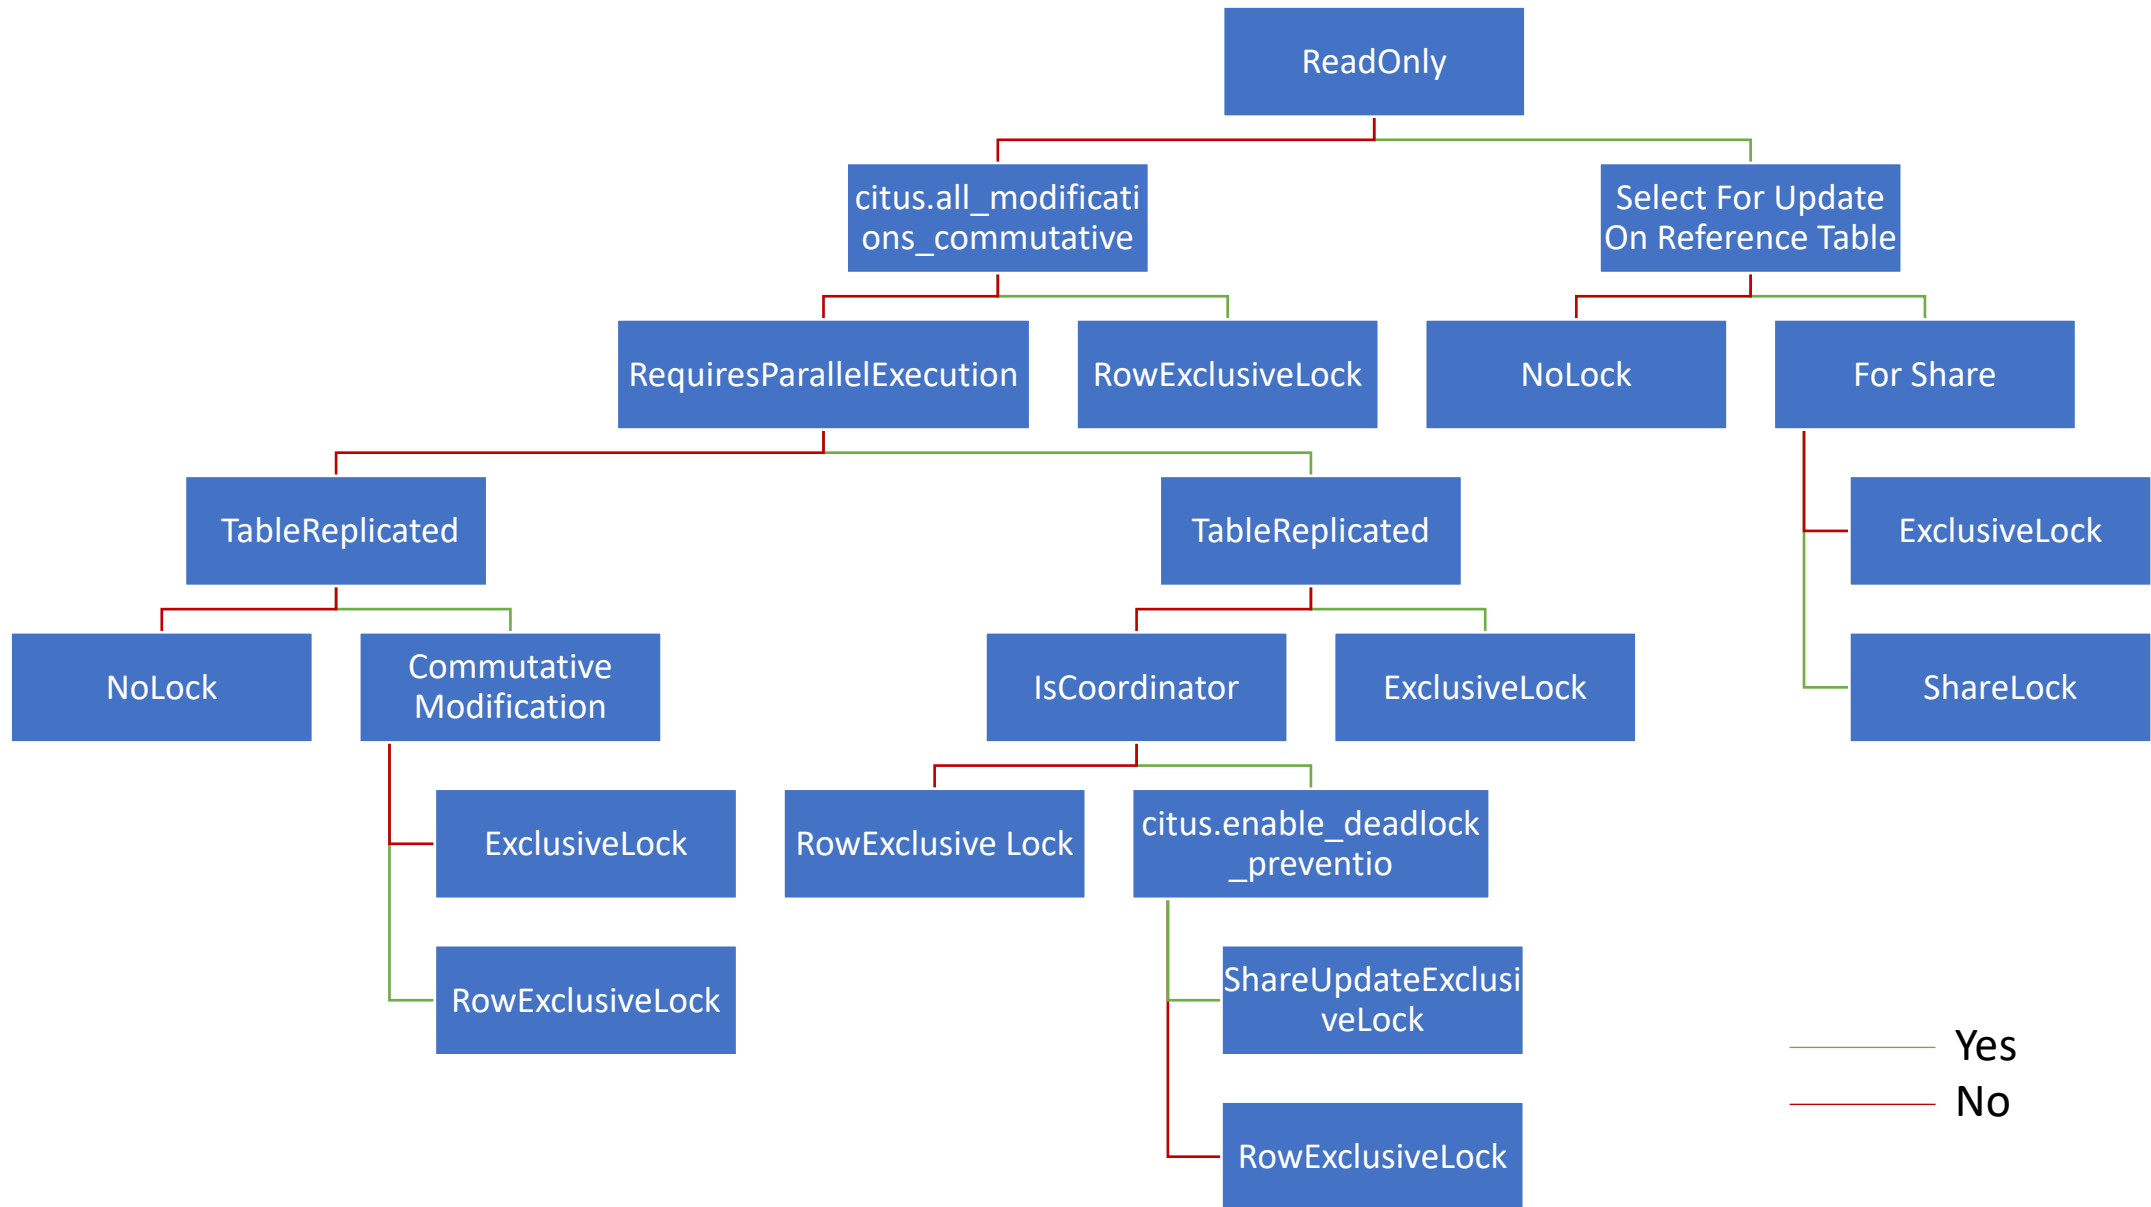 ReadOnly
citus.all_modificati
ons_commutative
Select For Update
On Reference Table
RequiresParallelExecution
RowExclusiveLock
NoLock
For Share
TableReplicated
TableReplicated
ExclusiveLock
NoLock
Commutative
Modification
IsCoordinator
ExclusiveLock
ShareLock
ExclusiveLock
RowExclusive Lock
citus.enable_deadlock
_preventio
RowExclusiveLock
ShareUpdateExclusi
veLock
Yes
No
RowExclusiveLock